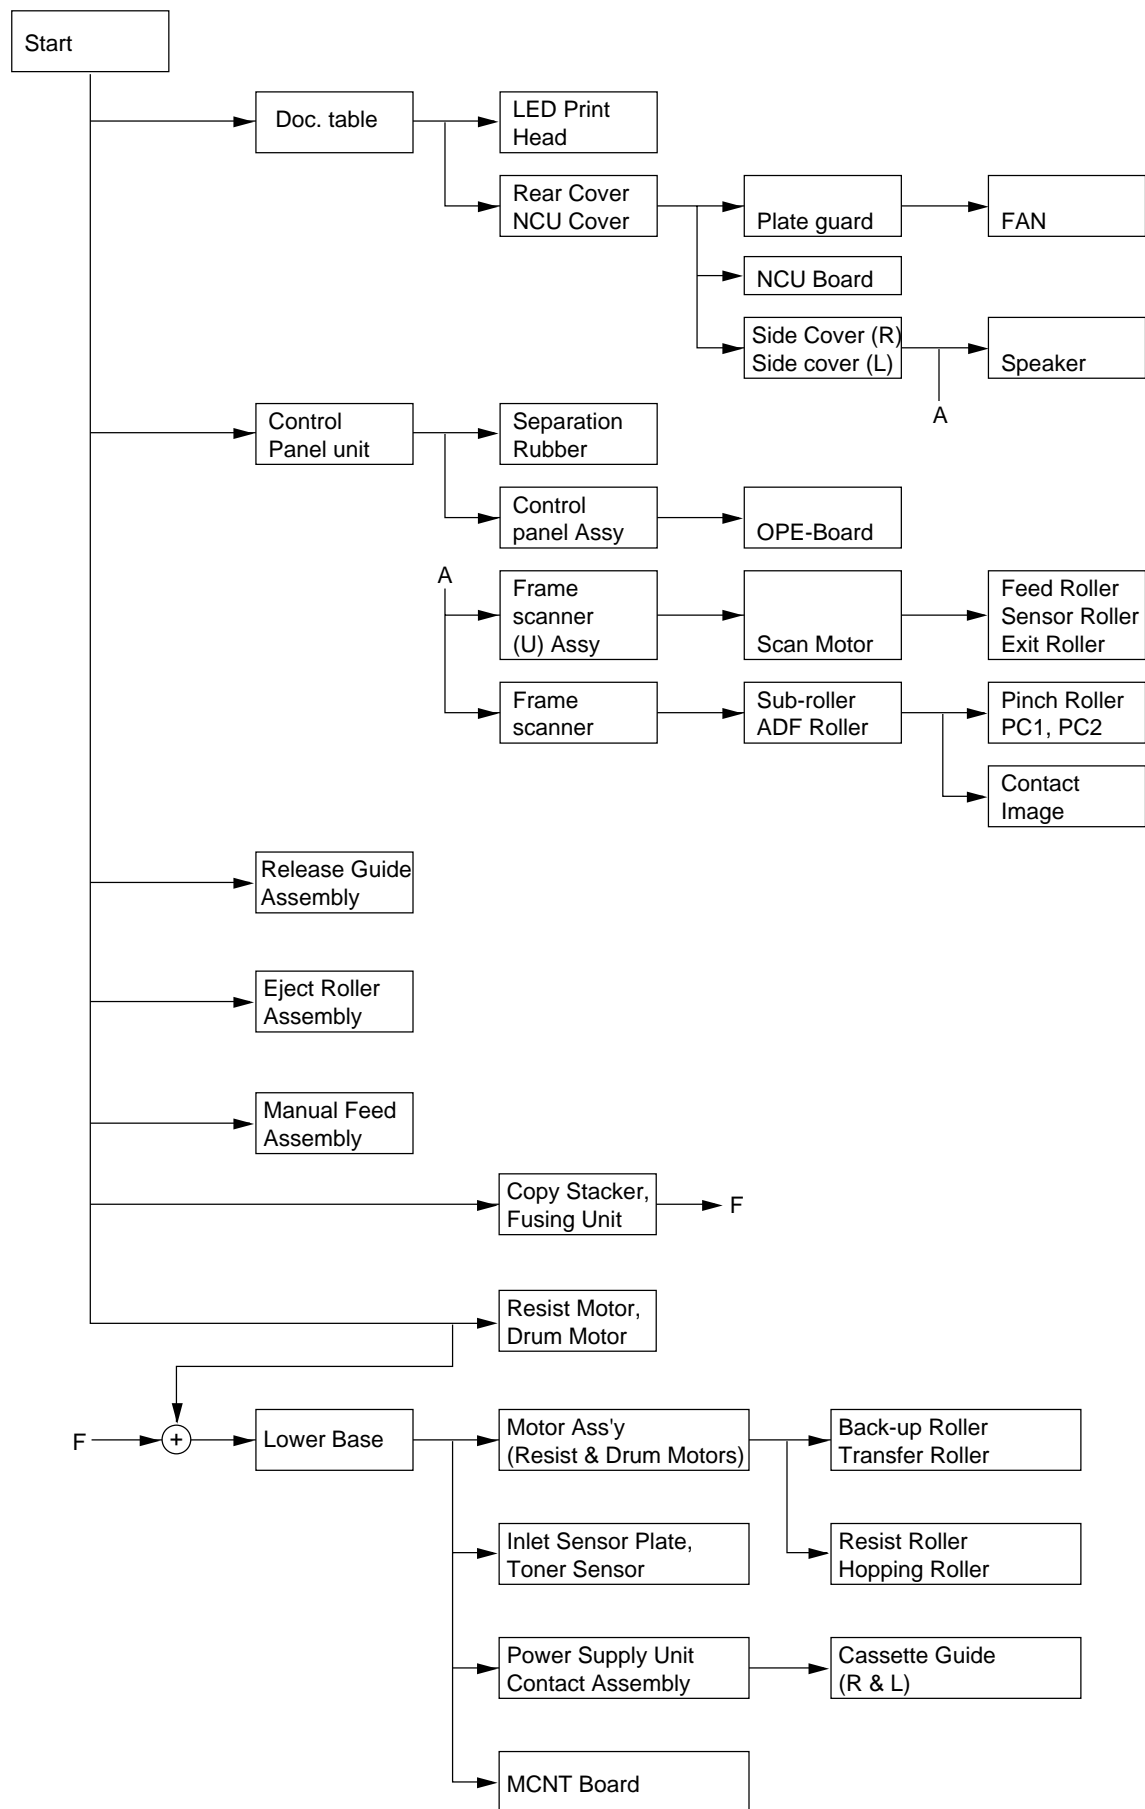 Start
Doc. table
LED Print
Head
Rear Cover
NCU Cover
Plate guard
FAN
NCU Board
Side Cover (R)
Side cover (L)
Speaker
A
Control
Panel unit
Separation
Rubber
Control
panel Assy
OPE-Board
A
Frame
scanner
(U) Assy
Scan Motor
Feed Roller
Sensor Roller
Exit Roller
Frame
scanner
Sub-roller
ADF Roller
Pinch Roller
PC1, PC2
Contact
Image
Release Guide
Assembly
Eject Roller
Assembly
Manual Feed
Assembly
Copy Stacker,
Fusing Unit
F
Resist Motor,
Drum Motor
F
+
Lower Base
Motor Ass'y
(Resist & Drum Motors)
Back-up Roller
Transfer Roller
Inlet Sensor Plate,
Toner Sensor
Resist Roller
Hopping Roller
Power Supply Unit
Contact Assembly
Cassette Guide
(R & L)
MCNT Board